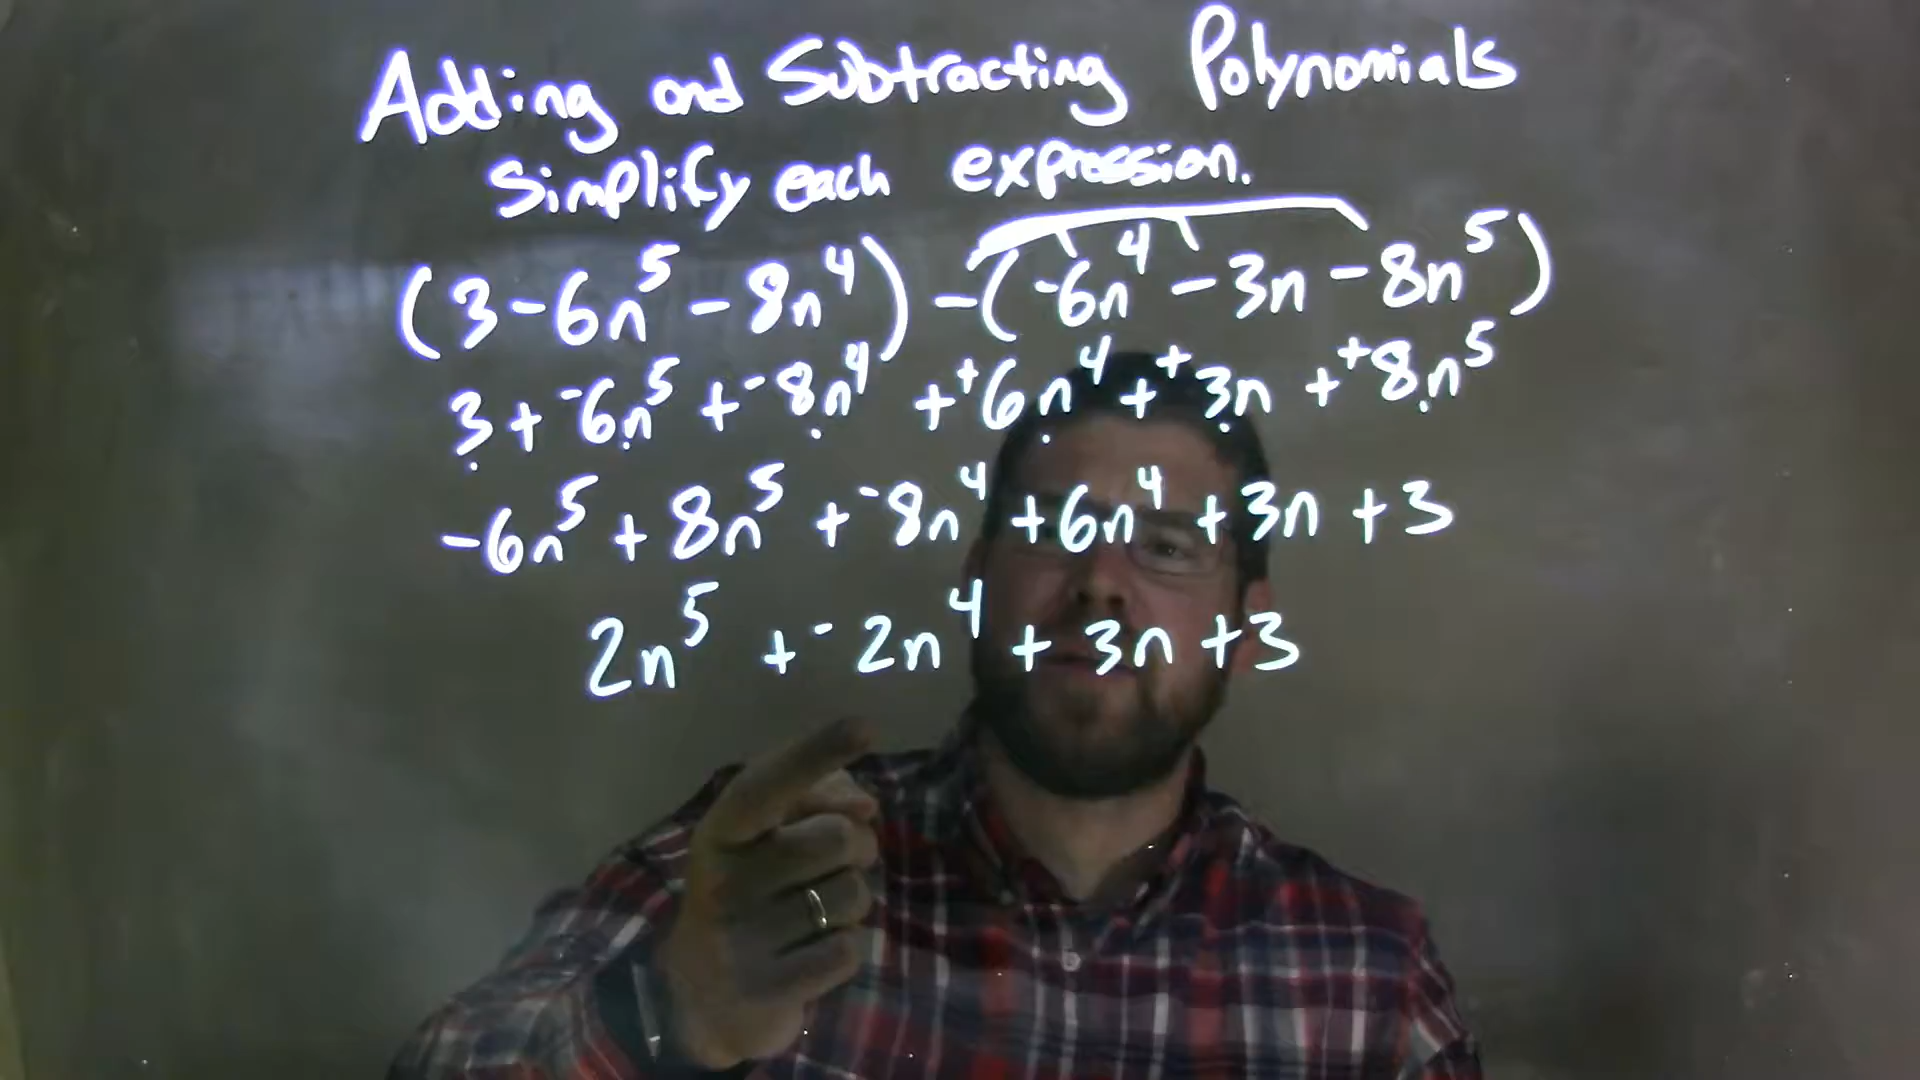 Adding and Subtracting Polynomials
Simplify each expression.
(3-6n⁵-8n⁴) -(⁻6n⁴-3n-8n⁵)
3+⁻6n⁵+⁻8n⁴ +⁺6n⁴+⁺3n+⁺8n⁵
-6n⁵+8n⁵+⁻8n⁴+6n⁴+3n+3
2n⁵+⁻2n⁴+3n+3